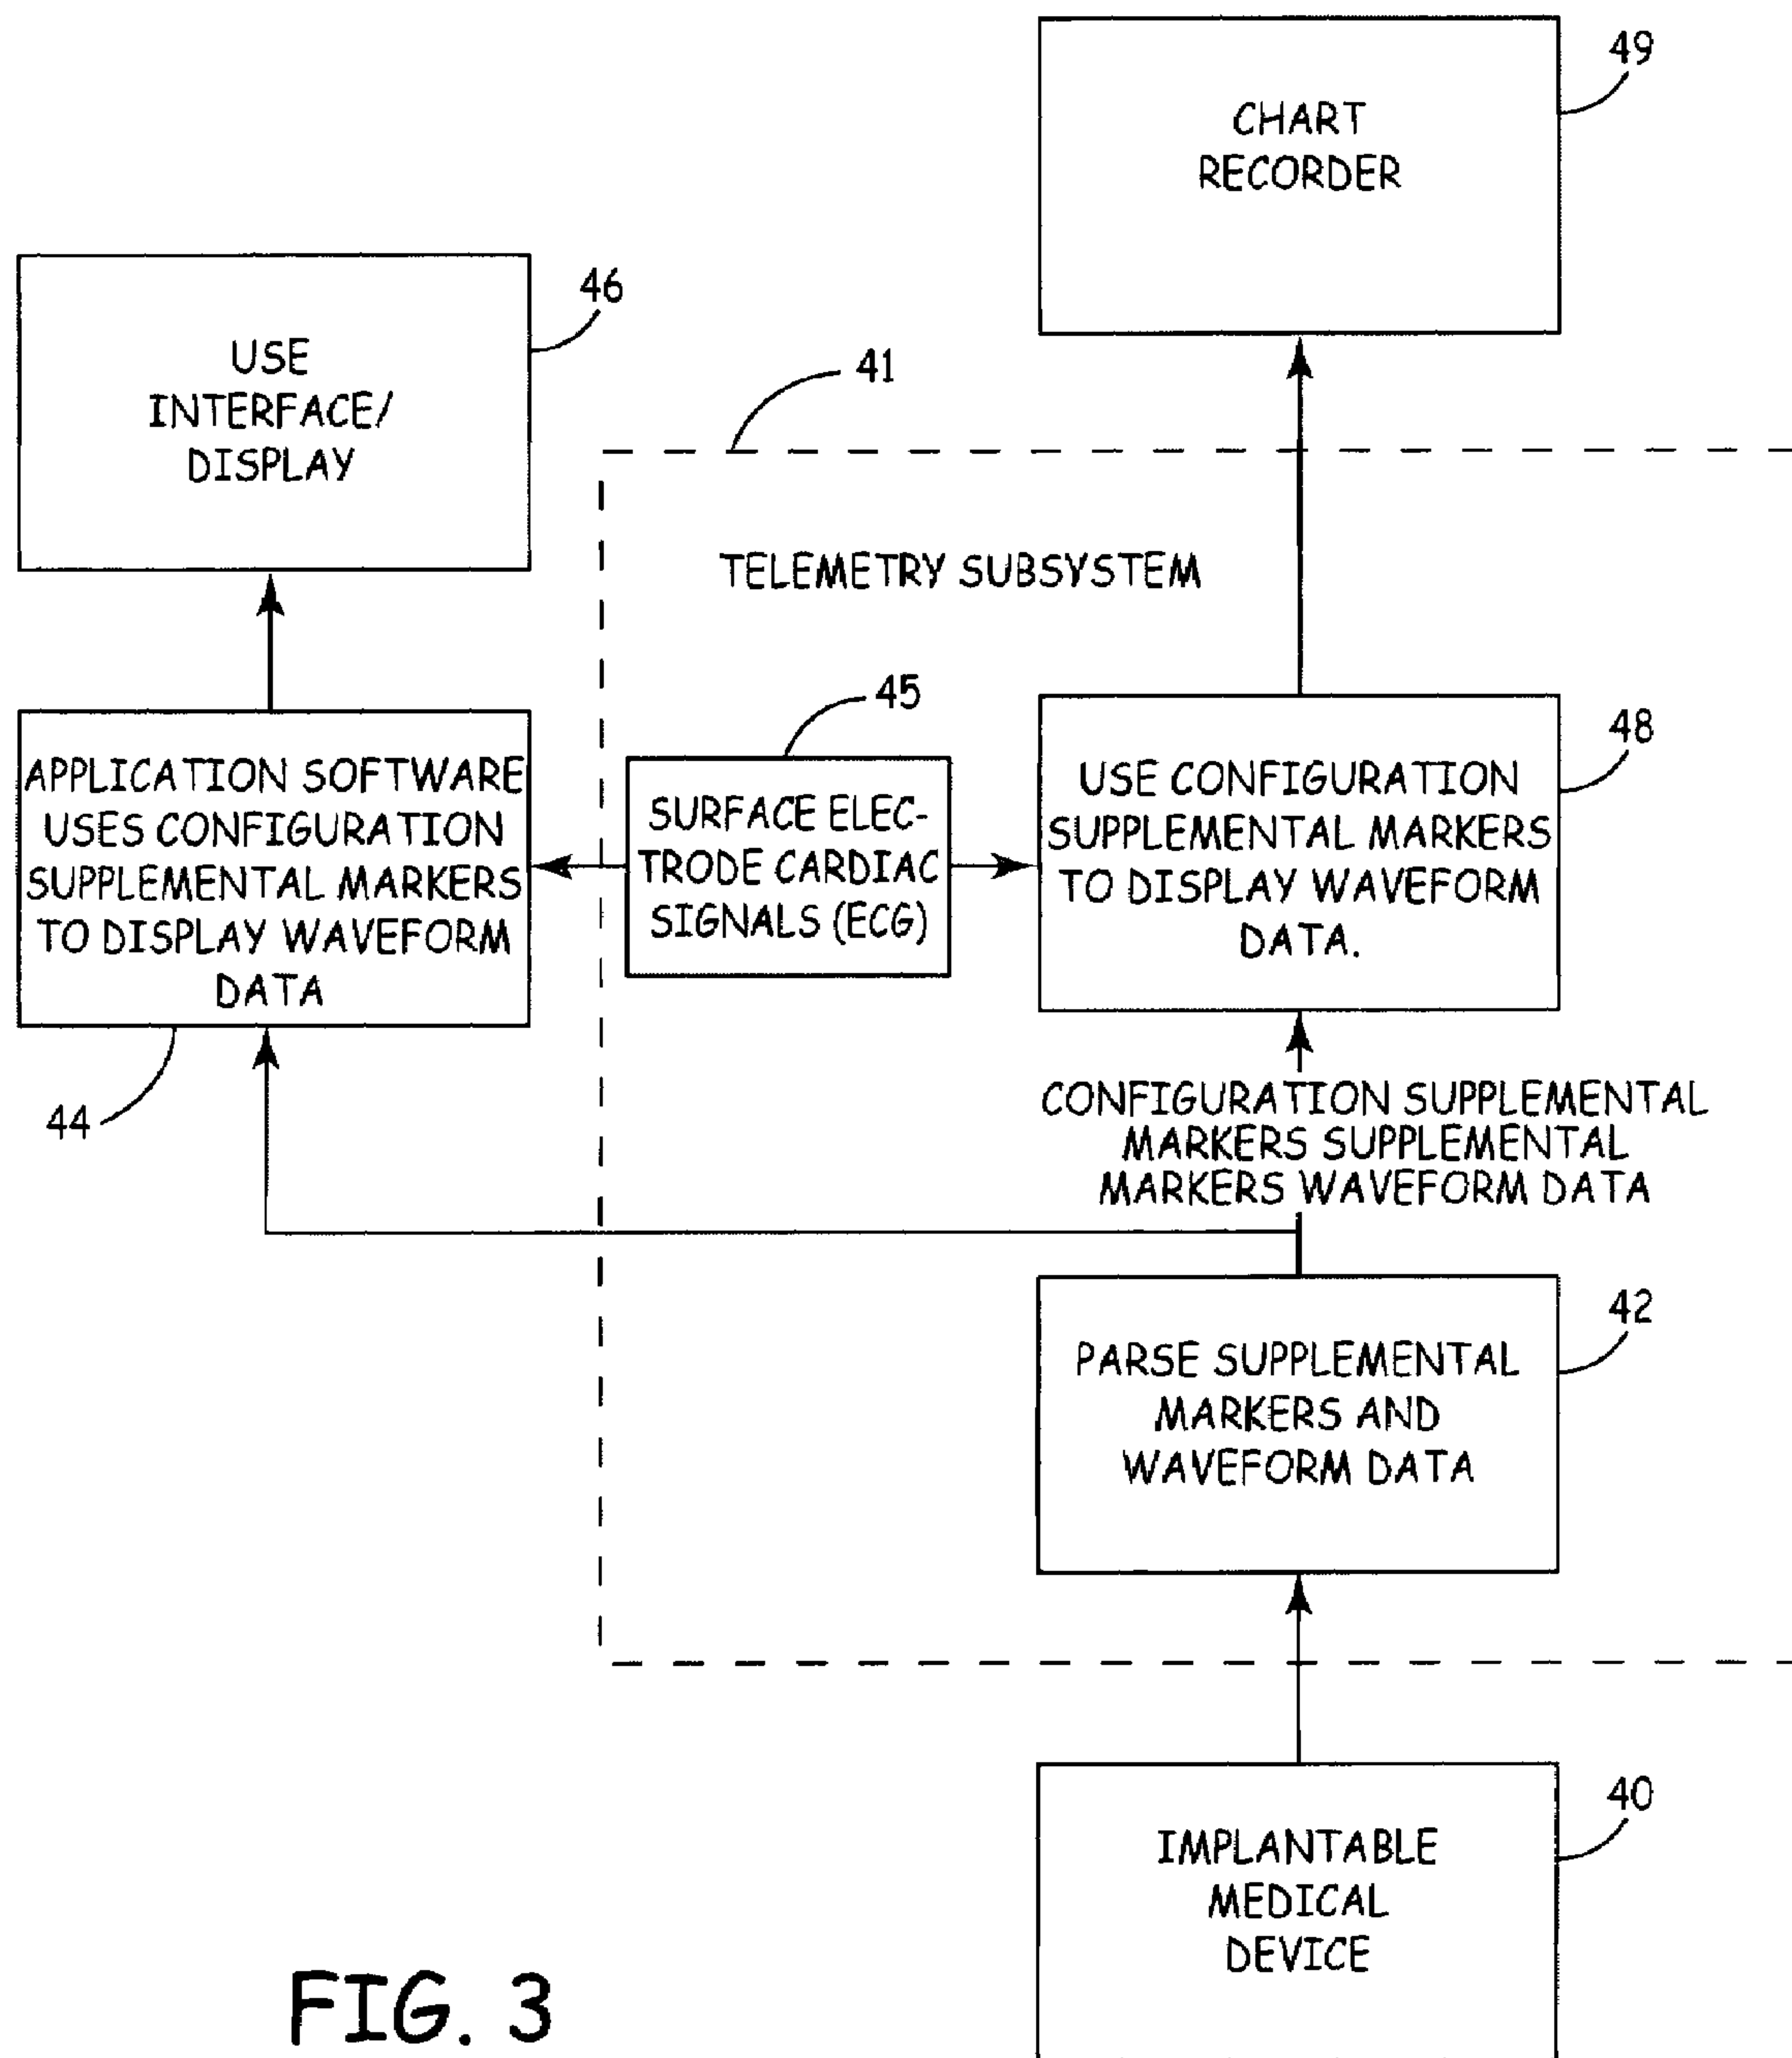 49
CHART
RECORDER
46
USE
INTERFACE/
DISPLAY
41
TELEMETRY SUBSYSTEM
45
48
APPLICATION SOFTWARE
USES CONFIGURATION
SUPPLEMENTAL MARKERS
TO DISPLAY WAVEFORM
DATA
SURFACE ELEC-
TRODE CARDIAC
SIGNALS (ECG)
USE CONFIGURATION
SUPPLEMENTAL MARKERS
TO DISPLAY WAVEFORM
DATA.
44
CONFIGURATION SUPPLEMENTAL
MARKERS SUPPLEMENTAL
MARKERS WAVEFORM DATA
42
PARSE SUPPLEMENTAL
MARKERS AND
WAVEFORM DATA
40
IMPLANTABLE
MEDICAL
DEVICE
FIG. 3